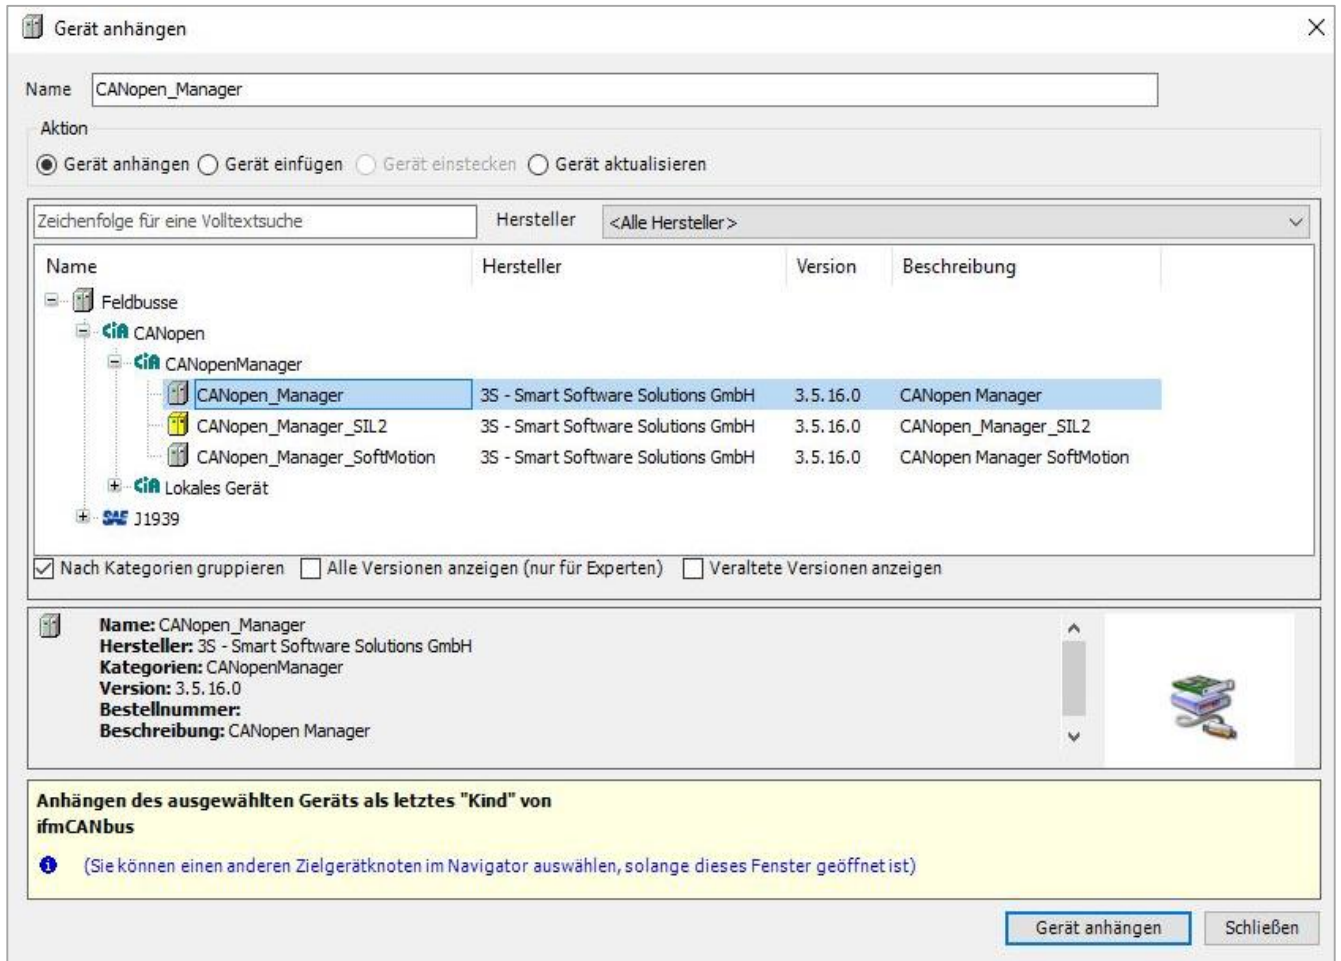 Gerät anhängen
Name CANopen_Manager
Aktion
Gerät anhängen Gerät einfügen Gerät einstecken Gerät aktualisieren
Zeichenfolge für eine Volltextsuche Hersteller <Alle Hersteller>
Name Hersteller Version Beschreibung
Feldbusse
CiA CANopen
CiA CANopenManager
CANopen_Manager 3S - Smart Software Solutions GmbH 3.5.16.0 CANopen Manager
CANopen_Manager_SIL2 3S - Smart Software Solutions GmbH 3.5.16.0 CANopen_Manager_SIL2
CANopen_Manager_SoftMotion 3S - Smart Software Solutions GmbH 3.5.16.0 CANopen Manager SoftMotion
CiA Lokales Gerät
SAE J1939
Nach Kategorien gruppieren Alle Versionen anzeigen (nur für Experten) Veraltete Versionen anzeigen
Name: CANopen_Manager
Hersteller: 3S - Smart Software Solutions GmbH
Kategorien: CANopenManager
Version: 3.5.16.0
Bestellnummer:
Beschreibung: CANopen Manager
Anhängen des ausgewählten Geräts als letztes "Kind" von
ifmCANbus
(Sie können einen anderen Zielgerätknoten im Navigator auswählen, solange dieses Fenster geöffnet ist)
Gerät anhängen Schließen